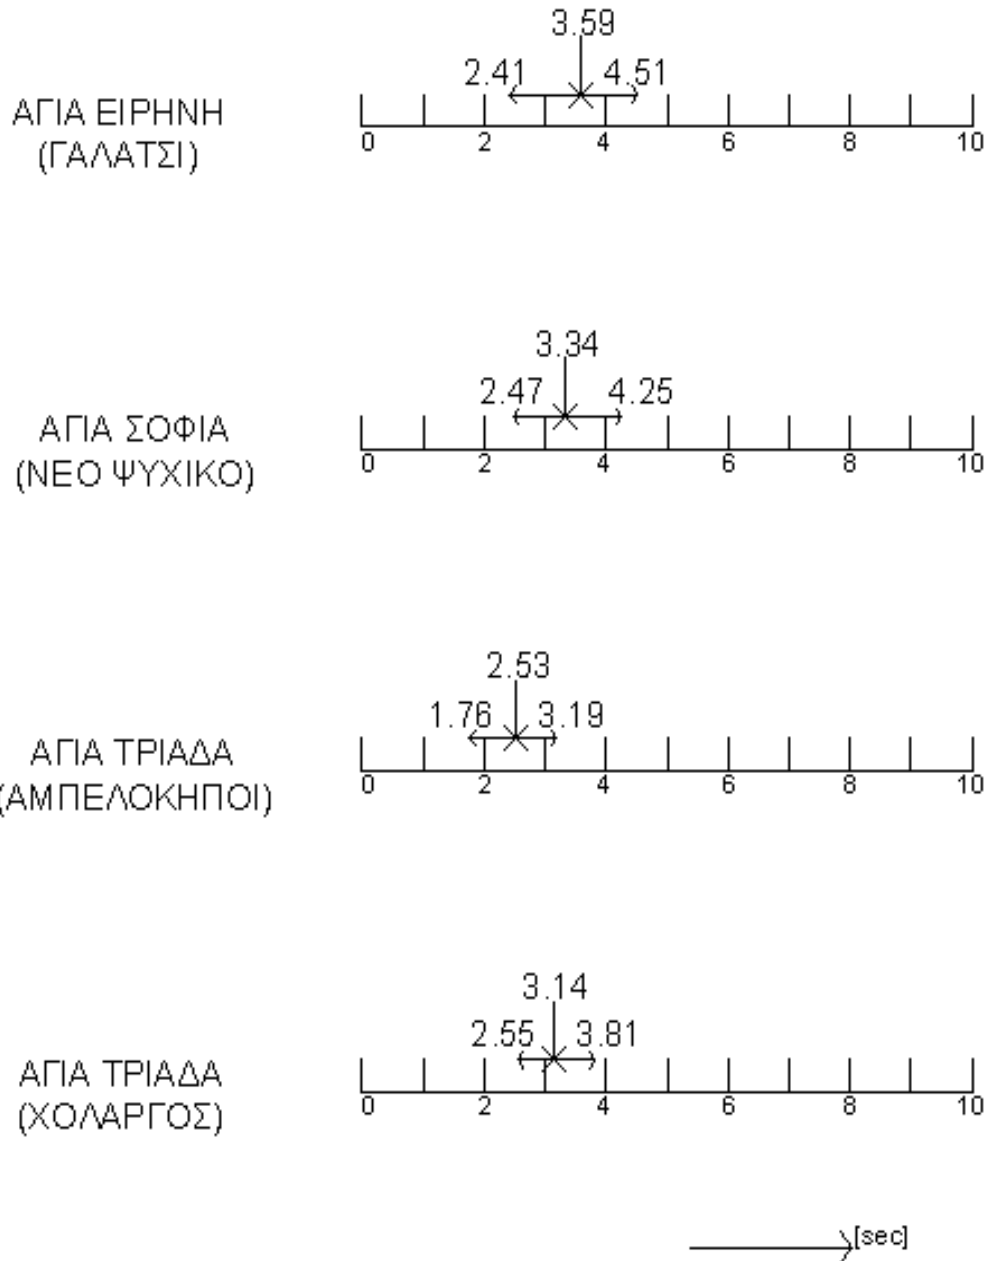 3.59
2.41 4.51
ΑΓΙΑ ΕΙΡΗΝΗ
(ΓΑΛΑΤΣΙ)
0 2 4 6 8 10
3.34
2.47 4.25
ΑΓΙΑ ΣΟΦΙΑ
(ΝΕΟ ΨΥΧΙΚΟ)
0 2 4 6 8 10
2.53
1.76 3.19
ΑΓΙΑ ΤΡΙΑΔΑ
(ΑΜΠΕΛΟΚΗΠΟΙ)
0 2 4 6 8 10
3.14
2.55 3.81
ΑΓΙΑ ΤΡΙΑΔΑ
(ΧΟΛΑΡΓΟΣ)
0 2 4 6 8 10
[sec]